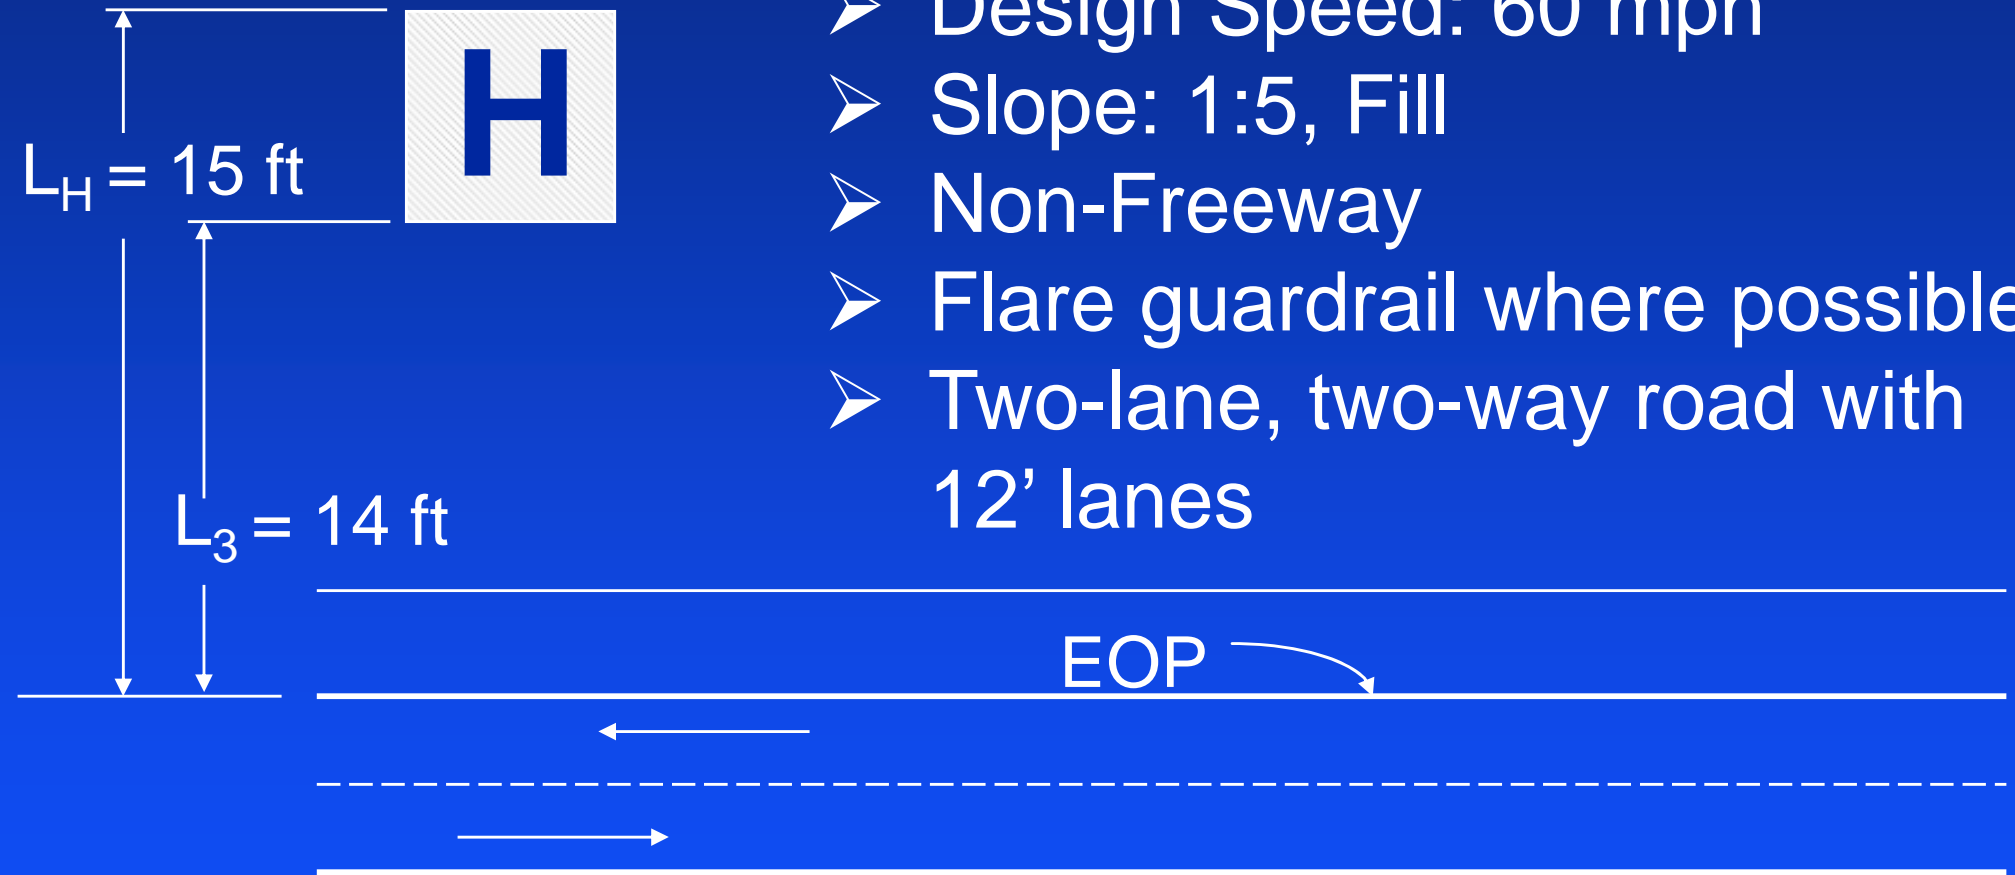 Design Speed: 60 mph
H
Slope: 1:5, Fill
L_H = 15 ft
Non-Freeway
Flare guardrail where possible
Two-lane, two-way road with
12’ lanes
L_3 = 14 ft
EOP